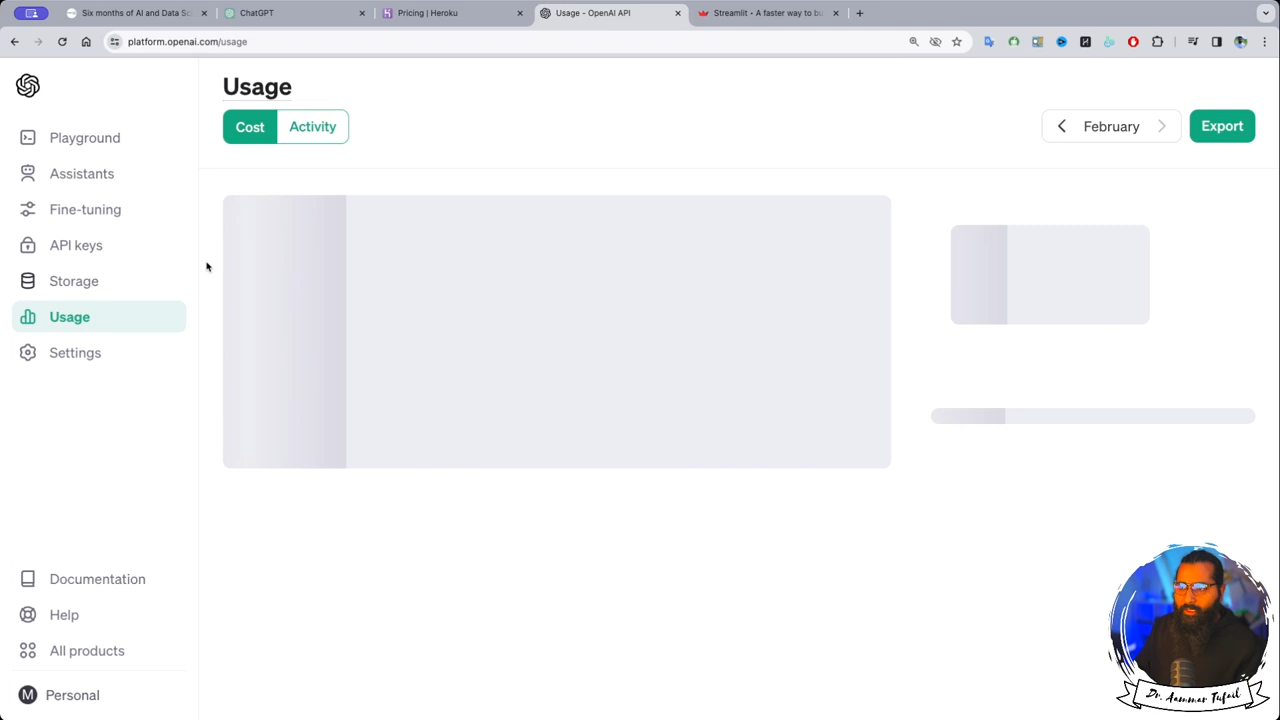 Six months of AI and Data Sc
ChatGPT
Pricing | Heroku
Usage - OpenAI API
Streamlit • A faster way to bu
platform.openai.com/usage
Usage
Cost
Activity
February
Export
Playground
Assistants
Fine-tuning
API keys
Storage
Usage
Settings
Documentation
Help
All products
M
Personal
Dr. Aammar Tufail